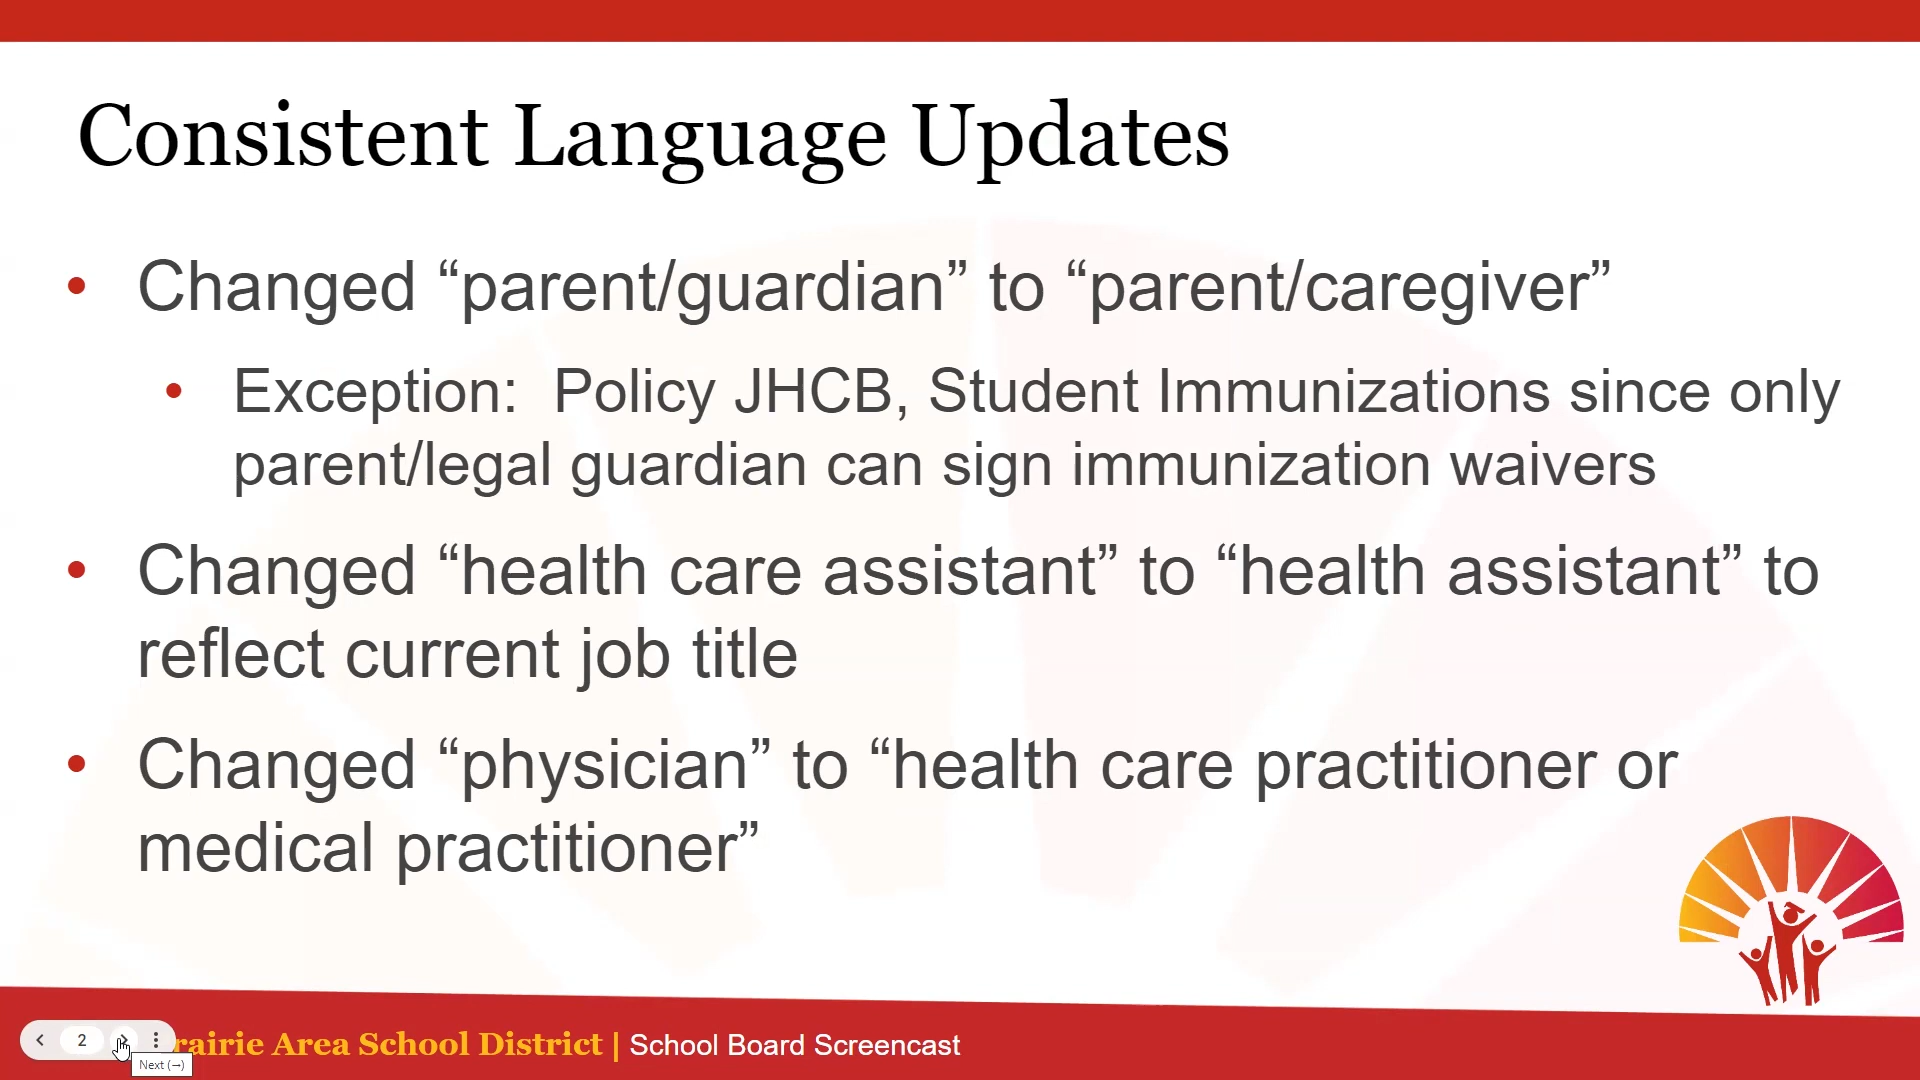 Consistent Language Updates
• Changed “parent/guardian” to “parent/caregiver”
• Exception:  Policy JHCB, Student Immunizations since only
parent/legal guardian can sign immunization waivers
• Changed “health care assistant” to “health assistant” to
reflect current job title
• Changed “physician” to “health care practitioner or
medical practitioner”
2
Area School District | School Board Screencast
Next (→)